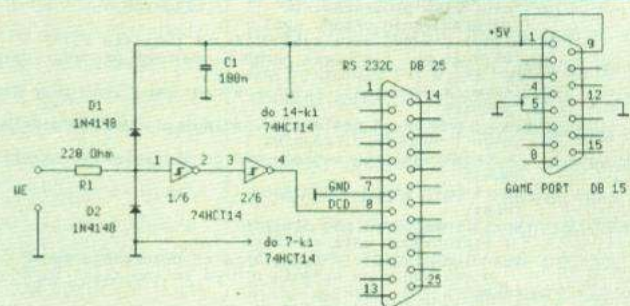 +5V
1
9
RS 232C DB 25
C1
100n
1
14
4
5
12
do 14-ki
74HCT14
D1
1N4148
8
15
220 Ohm
1
2
3
4
GAME PORT DB 15
WE
R1
GND
7
1/6
2/6
DCD
8
74HCT14
D2
1N4148
do 7-ki
74HCT14
25
13